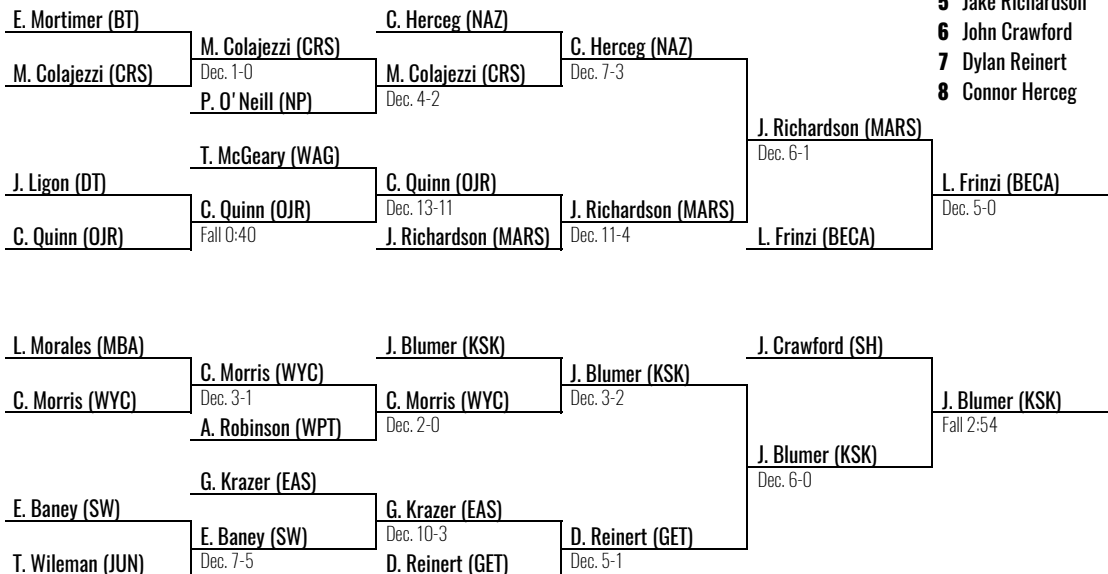 5 Jake Richardson
6 John Crawford
7 Dylan Reinert
8 Connor Herceg
E. Mortimer (BT)
M. Colajezzi (CRS)
M. Colajezzi (CRS)
Dec. 1-0
P. O'Neill (NP)
C. Herceg (NAZ)
M. Colajezzi (CRS)
Dec. 4-2
C. Herceg (NAZ)
Dec. 7-3
T. McGeary (WAG)
J. Ligon (DT)
C. Quinn (OJR)
C. Quinn (OJR)
Fall 0:40
C. Quinn (OJR)
Dec. 13-11
J. Richardson (MARS)
J. Richardson (MARS)
Dec. 11-4
J. Richardson (MARS)
Dec. 6-1
L. Frinzi (BECA)
L. Frinzi (BECA)
Dec. 5-0
L. Morales (MBA)
C. Morris (WYC)
C. Morris (WYC)
Dec. 3-1
A. Robinson (WPT)
J. Blumer (KSK)
C. Morris (WYC)
Dec. 2-0
J. Blumer (KSK)
Dec. 3-2
G. Krazer (EAS)
E. Baney (SW)
T. Wileman (JUN)
E. Baney (SW)
Dec. 7-5
G. Krazer (EAS)
Dec. 10-3
D. Reinert (GET)
D. Reinert (GET)
Dec. 5-1
J. Crawford (SH)
J. Blumer (KSK)
Dec. 6-0
J. Blumer (KSK)
Fall 2:54